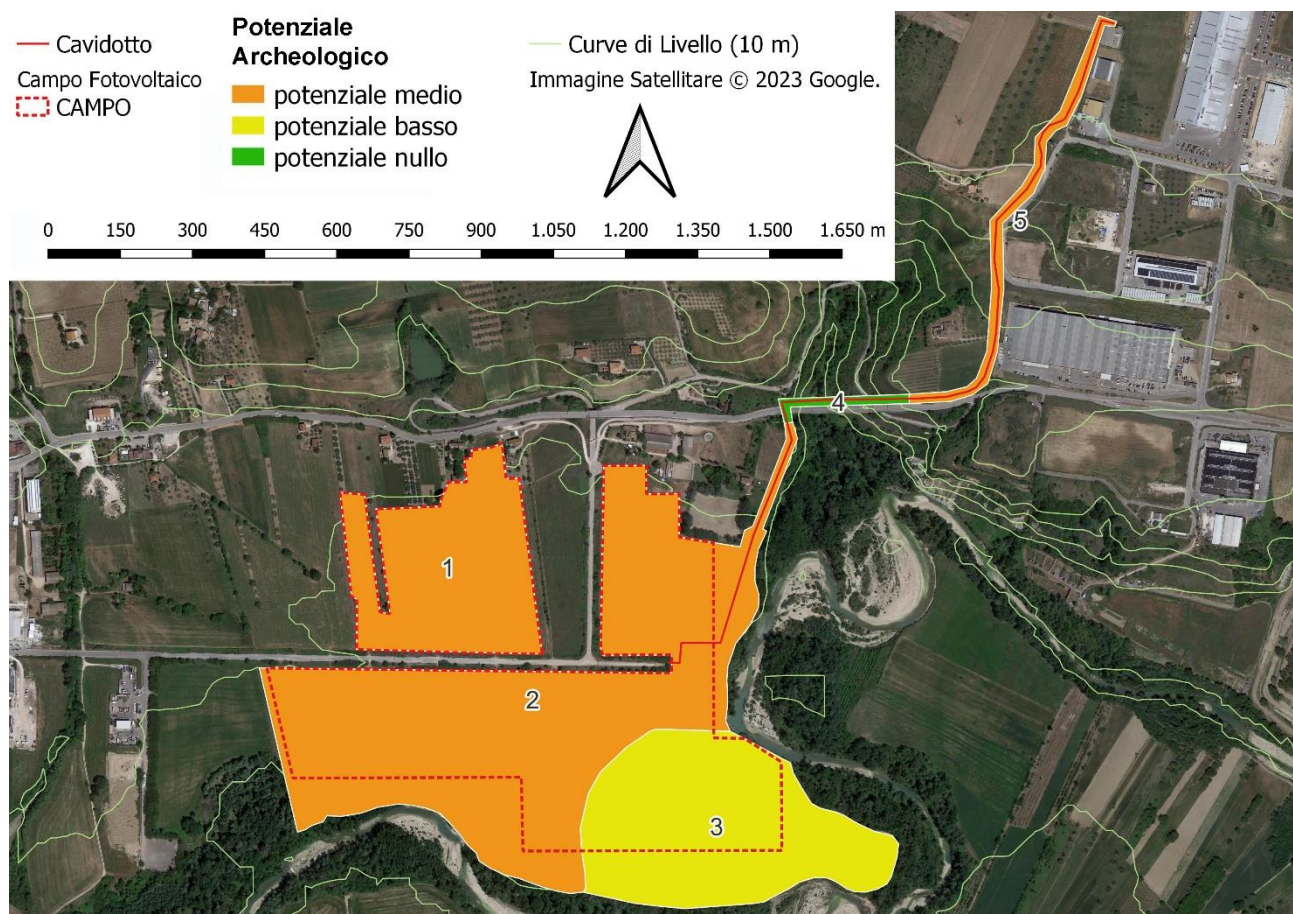 Cavidotto
Campo Fotovoltaico
CAMPO
Potenziale
Archeologico
potenziale medio
potenziale basso
potenziale nullo
Curve di Livello (10 m)
Immagine Satellitare © 2023 Google.
0 150 300 450 600 750 900 1.050 1.200 1.350 1.500 1.650 m
5
4
1
2
3